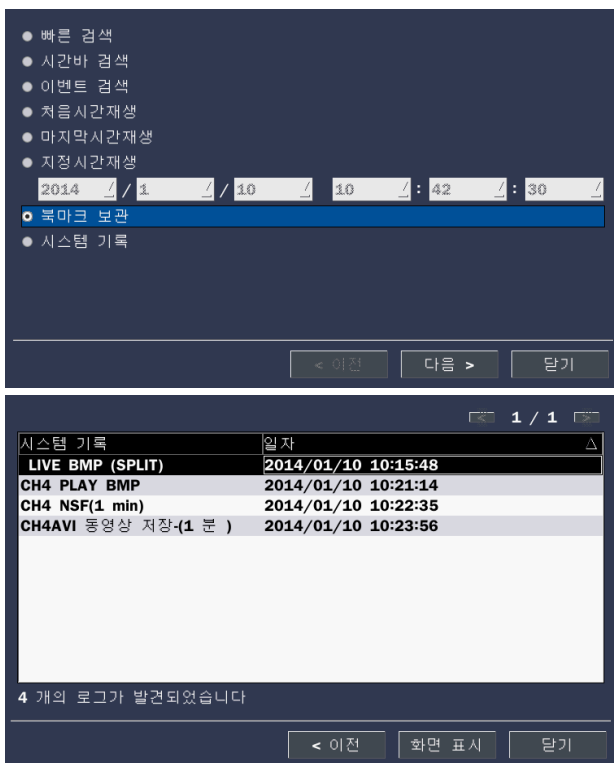 빠른 검색
시간바 검색
이벤트 검색
처음시간재생
마지막시간재생
지정시간재생
2014 / 1 / 10 10 : 42 : 30
북마크 보관
시스템 기록
< 이전 다음 > 닫기
< 1 / 1 >
시스템 기록 일자 △
LIVE BMP (SPLIT) 2014/01/10 10:15:48
CH4 PLAY BMP 2014/01/10 10:21:14
CH4 NSF(1 min) 2014/01/10 10:22:35
CH4AVI 동영상 저장-(1 분 ) 2014/01/10 10:23:56
4 개의 로그가 발견되었습니다
< 이전 화면 표시 닫기